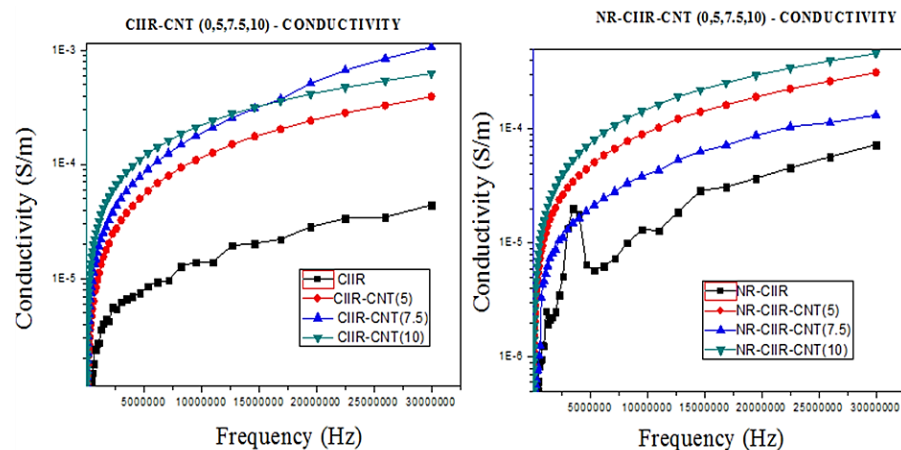 CIIR-CNT (0,5,7.5,10) - CONDUCTIVITY
1E-3
1E-4
1E-5
Conductivity (S/m)
CIIR
CIIR-CNT(5)
CIIR-CNT(7.5)
CIIR-CNT(10)
5000000 10000000 15000000 20000000 25000000 30000000
Frequency (Hz)
NR-CIIR-CNT (0,5,7.5,10) - CONDUCTIVITY
1E-4
1E-5
1E-6
Conductivity (S/m)
NR-CIIR
NR-CIIR-CNT(5)
NR-CIIR-CNT(7.5)
NR-CIIR-CNT(10)
5000000 10000000 15000000 20000000 25000000 30000000
Frequency (Hz)